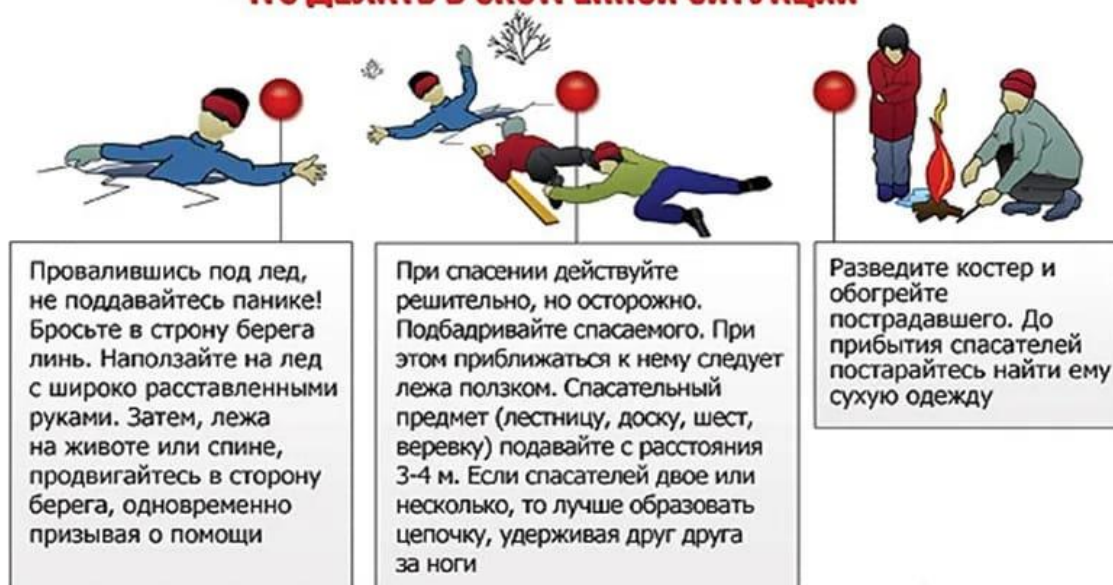 ЧТО ДЕЛАТЬ В ЭКСТРЕННОЙ СИТУАЦИИ
Провалившись под лед,
не поддавайтесь панике!
Бросьте в строну берега
линь. Наползайте на лед
с широко расставленными
руками. Затем, лежа
на животе или спине,
продвигайтесь в сторону
берега, одновременно
призывая о помощи
При спасении действуйте
решительно, но осторожно.
Подбадривайте спасаемого. При
этом приближаться к нему следует
лежа ползком. Спасательный
предмет (лестницу, доску, шест,
веревку) подавайте с расстояния
3-4 м. Если спасателей двое или
несколько, то лучше образовать
цепочку, удерживая друг друга
за ноги
Разведите костер и
обогрейте
пострадавшего. До
прибытия спасателей
постарайтесь найти ему
сухую одежду